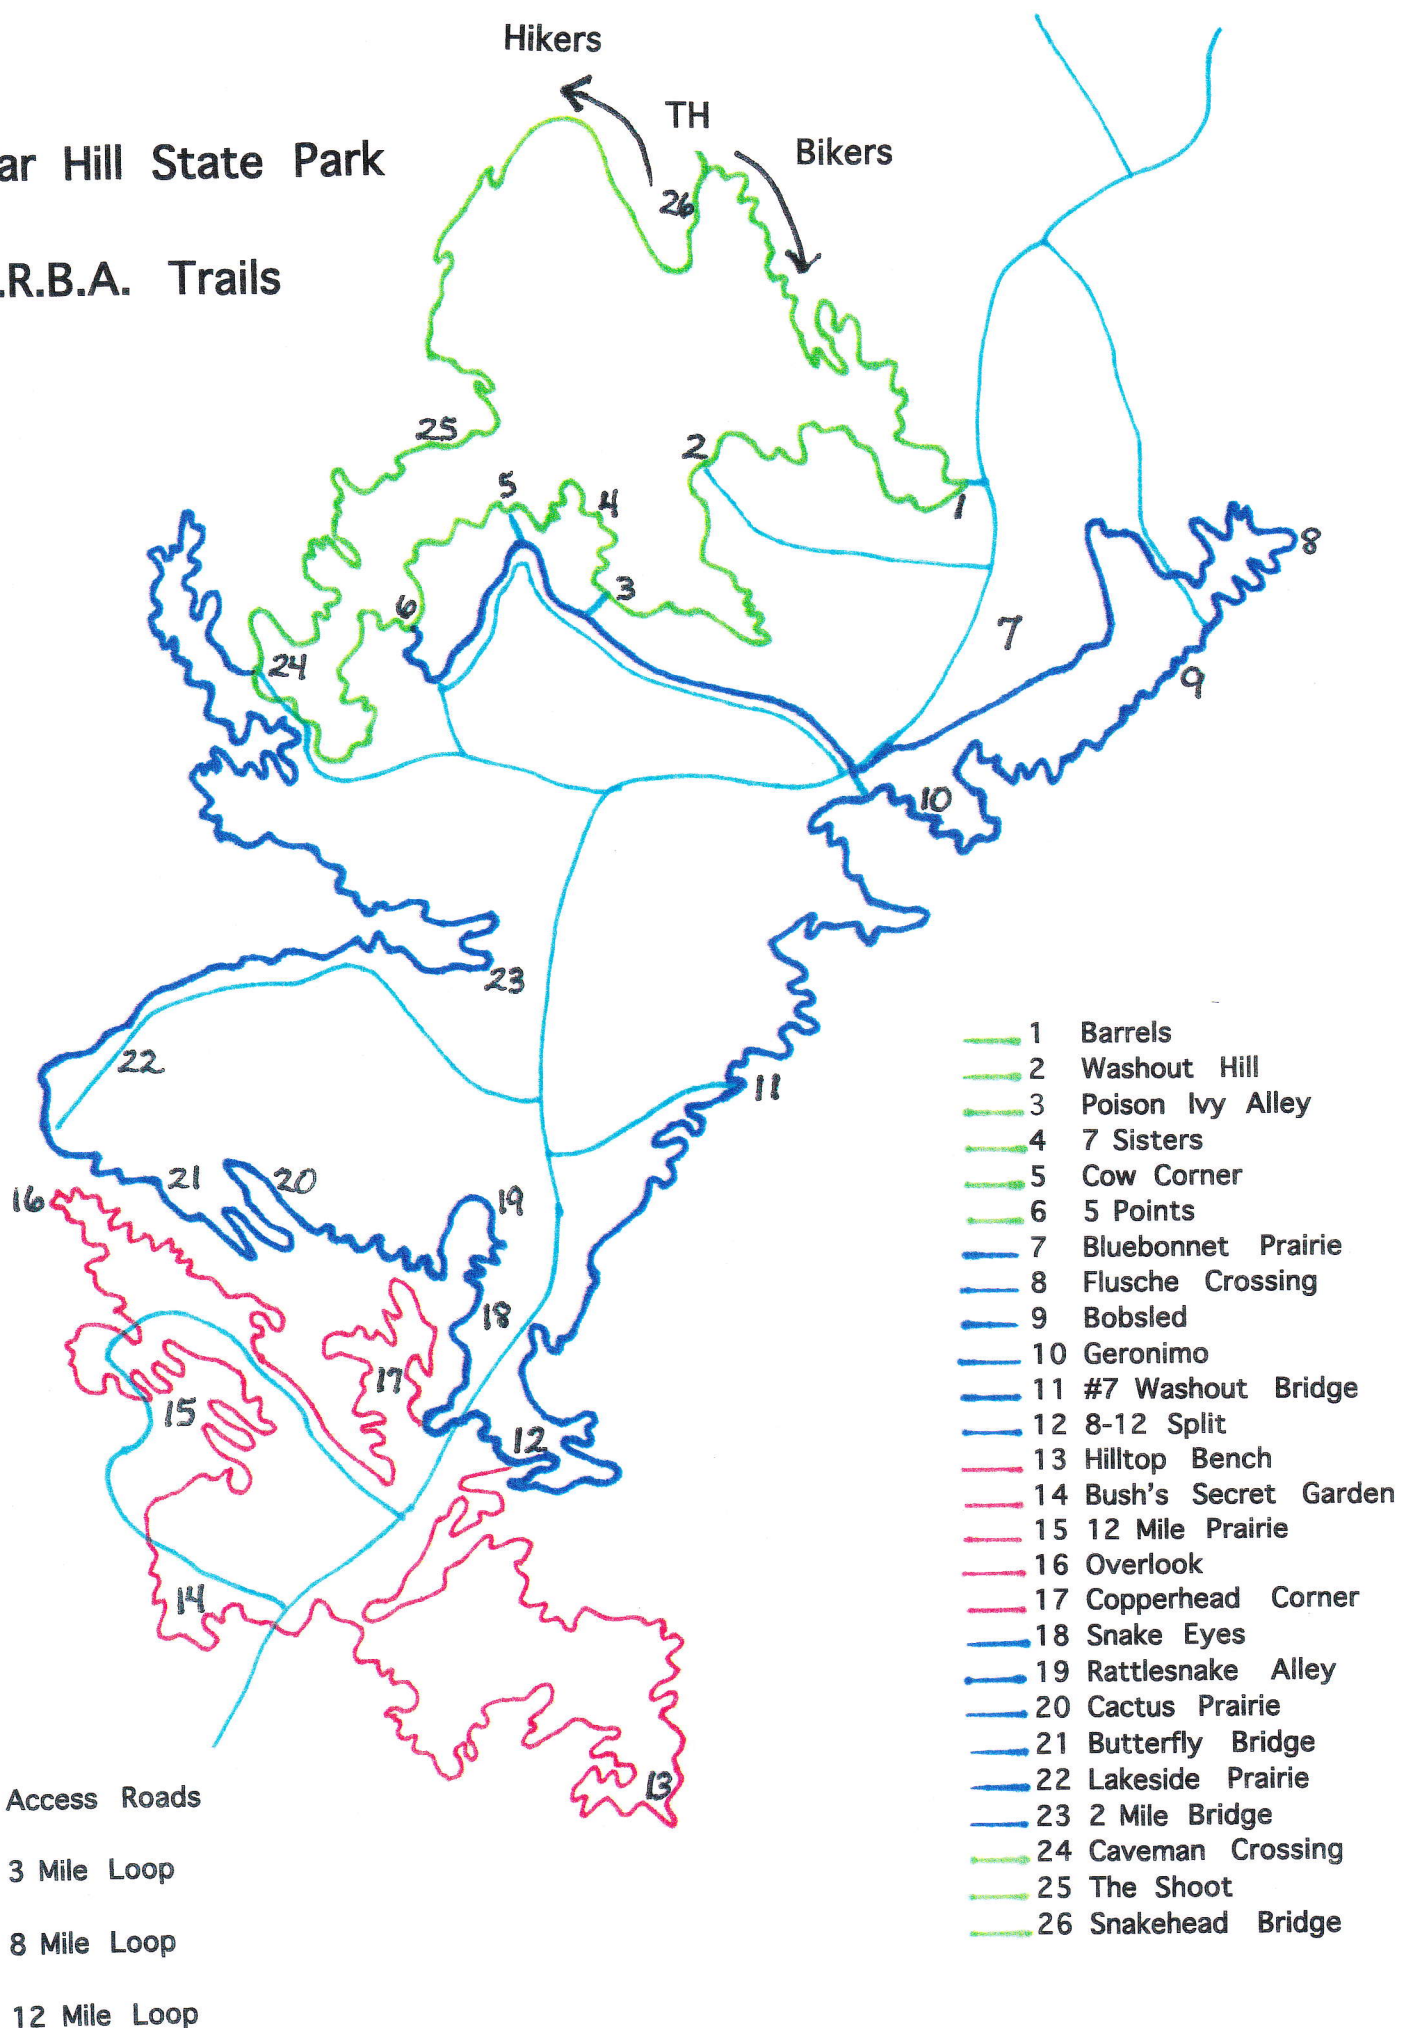 Hikers
TH
Bikers
ar Hill State Park
.R.B.A. Trails
26
25
2
5
4
1
8
3
6
7
24
9
10
23
22
11
21
20
16
19
18
17
15
12
14
13
1 Barrels
2 Washout Hill
3 Poison Ivy Alley
4 7 Sisters
5 Cow Corner
6 5 Points
7 Bluebonnet Prairie
8 Flusche Crossing
9 Bobsled
10 Geronimo
11 #7 Washout Bridge
12 8-12 Split
13 Hilltop Bench
14 Bush's Secret Garden
15 12 Mile Prairie
16 Overlook
17 Copperhead Corner
18 Snake Eyes
19 Rattlesnake Alley
20 Cactus Prairie
21 Butterfly Bridge
22 Lakeside Prairie
23 2 Mile Bridge
24 Caveman Crossing
25 The Shoot
26 Snakehead Bridge
Access Roads
3 Mile Loop
8 Mile Loop
12 Mile Loop